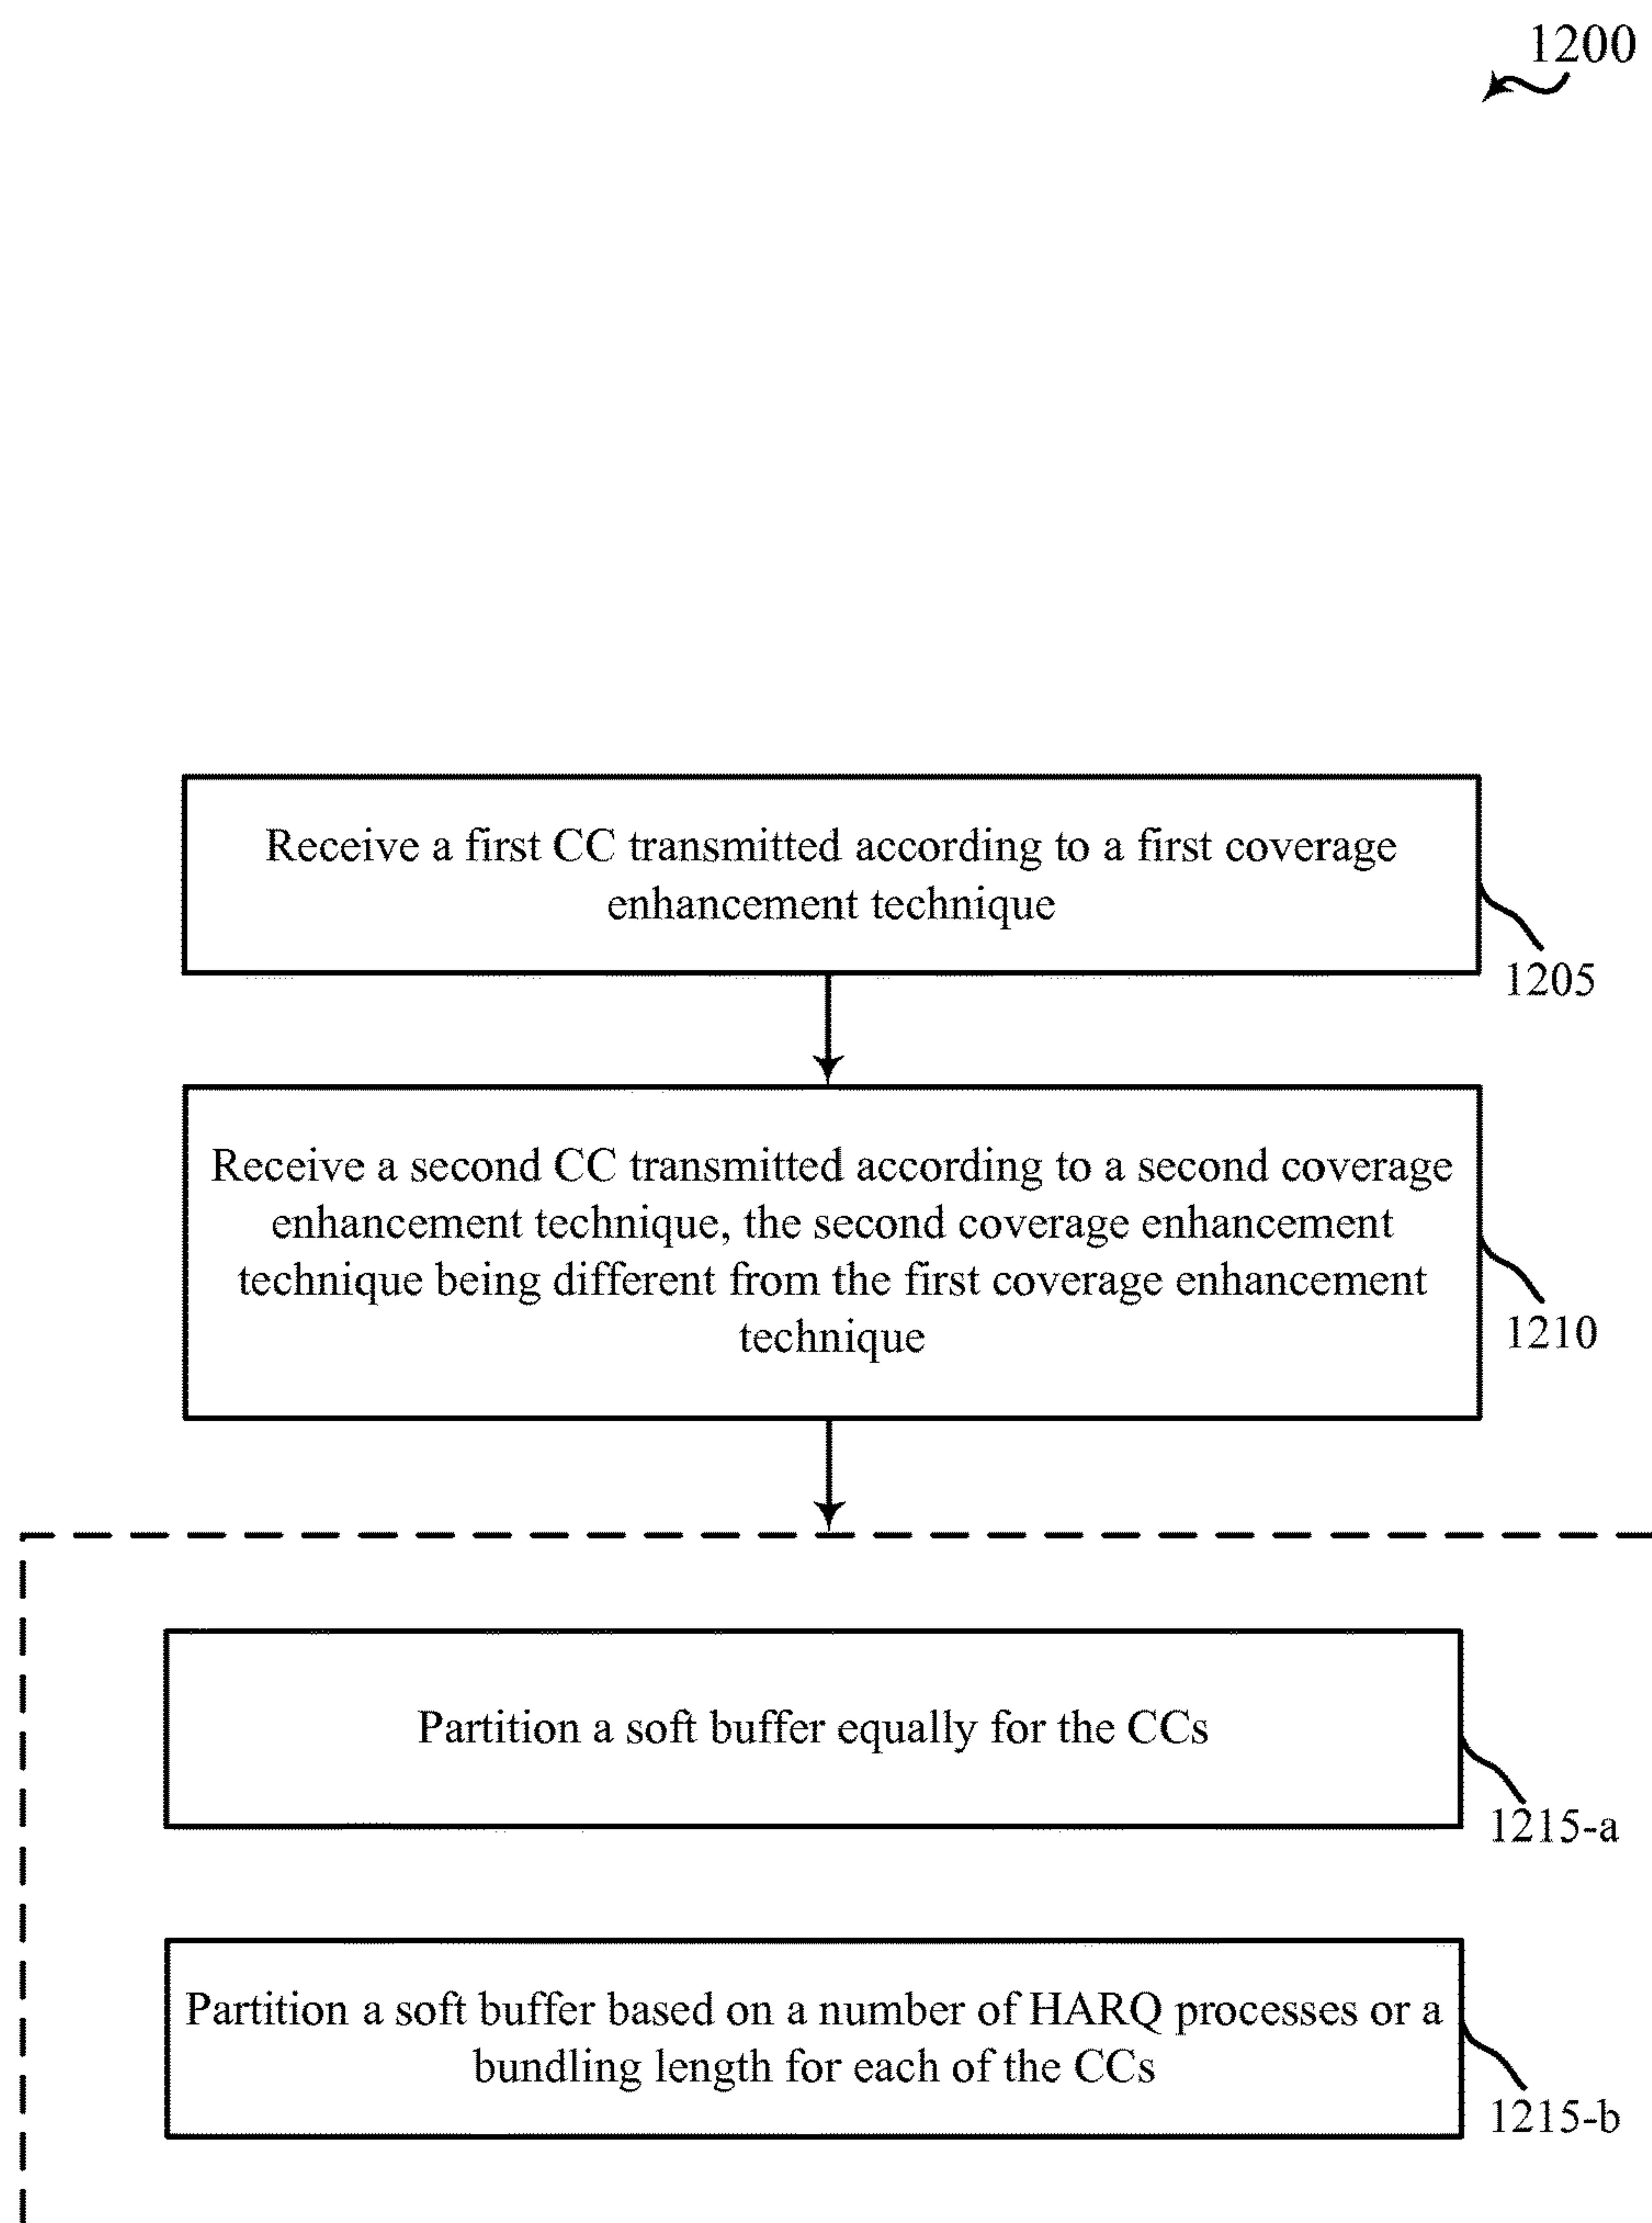 1200
Receive a first CC transmitted according to a first coverage
enhancement technique
1205
Receive a second CC transmitted according to a second coverage
enhancement technique, the second coverage enhancement
technique being different from the first coverage enhancement
technique
1210
Partition a soft buffer equally for the CCs
1215-a
Partition a soft buffer based on a number of HARQ processes or a
bundling length for each of the CCs
1215-b